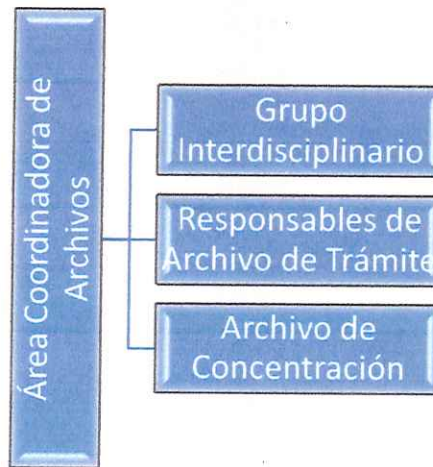 Área Coordinadora de
Archivos
Grupo
Interdisciplinario
Responsables de
Archivo de Trámite
Archivo de
Concentración